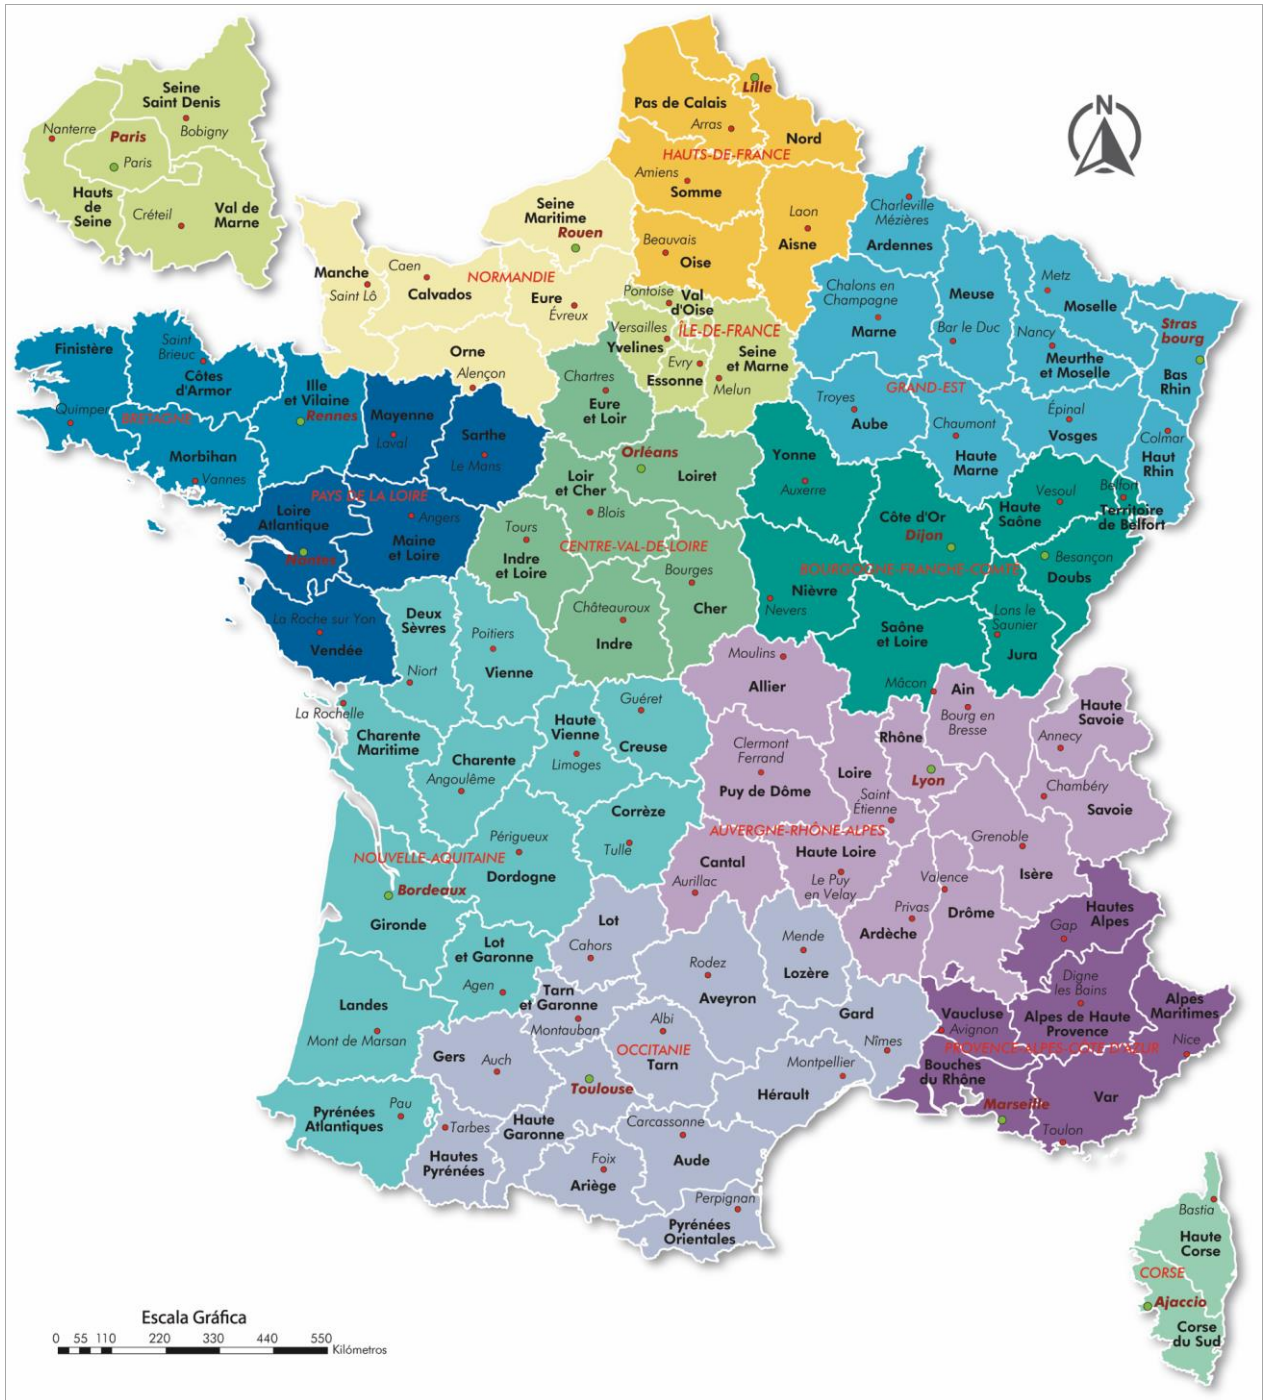 Seine
Saint Denis
Nanterre
Bobigny
Paris
Paris
Hauts
de
Seine
Créteil
Val de
Marne
N
Lille
Pas de Calais
Arras
Nord
HAUTS-DE-FRANCE
Amiens
Somme
Laon
Aisne
Beauvais
Oise
Charleville
Mézières
Ardennes
Seine
Maritime
Rouen
NORMANDIE
Manche
Saint Lô
Caen
Calvados
Eure
Évreux
Orne
Alençon
Pontoise
Val
d'Oise
Versailles
Yvelines
ÎLE-DE-FRANCE
Evry
Essonne
Seine
et Marne
Melun
Chalons en
Champagne
Marne
Meuse
Bar le Duc
Metz
Moselle
Nancy
Meurthe
et Moselle
Stras
bourg
Bas
Rhin
GRAND-EST
Troyes
Aube
Chaumont
Haute
Marne
Épinal
Vosges
Colmar
Haut
Rhin
Finistère
Quimper
Saint
Brieuc
Côtes
d'Armor
BRETAGNE
Ille
et Vilaine
Rennes
Morbihan
Vannes
Mayenne
Laval
Sarthe
Le Mans
PAYS DE LA LOIRE
Loire
Atlantique
Nantes
Angers
Maine
et Loire
La Roche sur Yon
Vendée
Chartres
Eure
et Loir
Orléans
Loiret
Loir
et Cher
Blois
Tours
Indre
et Loire
CENTRE-VAL-DE-LOIRE
Bourges
Cher
Châteauroux
Indre
Yonne
Auxerre
Côte d'Or
Dijon
Haute
Saône
Vesoul
Belfort
Territoire
de Belfort
BOURGOGNE-FRANCHE-COMTÉ
Besançon
Doubs
Nièvre
Nevers
Saône
et Loire
Mâcon
Lons le
Saunier
Jura
Deux
Sèvres
Niort
Poitiers
Vienne
La Rochelle
Charente
Maritime
Charente
Angoulême
Haute
Vienne
Limoges
Guéret
Creuse
Corrèze
Tulle
Périgueux
Dordogne
NOUVELLE-AQUITAINE
Bordeaux
Gironde
Lot
et Garonne
Agen
Landes
Mont de Marsan
Pyrénées
Atlantiques
Pau
Moulins
Allier
Clermont
Ferrand
Puy de Dôme
Loire
Saint
Étienne
Rhône
Lyon
Ain
Bourg en
Bresse
Haute
Savoie
Annecy
Chambéry
Savoie
AUVERGNE-RHÔNE-ALPES
Cantal
Aurillac
Haute Loire
Le Puy
en Velay
Grenoble
Isère
Valence
Drôme
Privas
Ardèche
Lot
Cahors
Rodez
Aveyron
Mende
Lozère
Tarn
et Garonne
Montauban
Albi
Tarn
OCCITANIE
Gard
Nîmes
Gers
Auch
Toulouse
Haute
Garonne
Montpellier
Hérault
Tarbes
Hautes
Pyrénées
Foix
Ariège
Carcassonne
Aude
Perpignan
Pyrénées
Orientales
Hautes
Alpes
Gap
Digne
les Bains
Alpes de Haute
Provence
Alpes
Maritimes
Nice
Vaucluse
Avignon
PROVENCE-ALPES-CÔTE D'AZUR
Bouches
du Rhône
Marseille
Var
Toulon
Bastia
Haute
Corse
CORSE
Ajaccio
Corse
du Sud
Escala Gráfica
0 55 110 220 330 440 550
Kilómetros